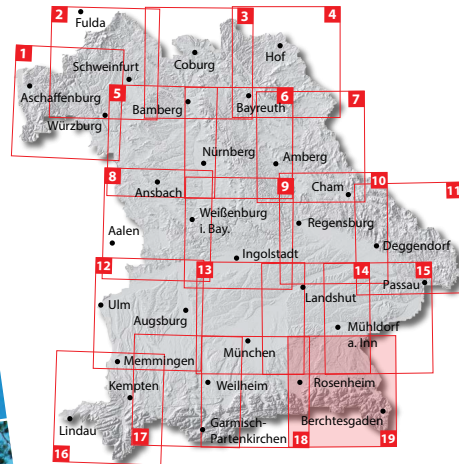 2
3
4
Fulda
1
Hof
Coburg
Schweinfurt
Aschaffenburg
5
Bamberg
Bayreuth
6
7
Würzburg
Nürnberg
Amberg
8
9
10
Ansbach
Cham
11
Weißenburg
i. Bay.
Regensburg
Aalen
Deggendorf
Ingolstadt
12
13
14
15
Passau
Ulm
Landshut
Augsburg
Mühldorf
a. Inn
München
Memmingen
Kempten
Weilheim
Rosenheim
Lindau
Garmisch-
Partenkirchen
Berchtesgaden
16
17
18
19